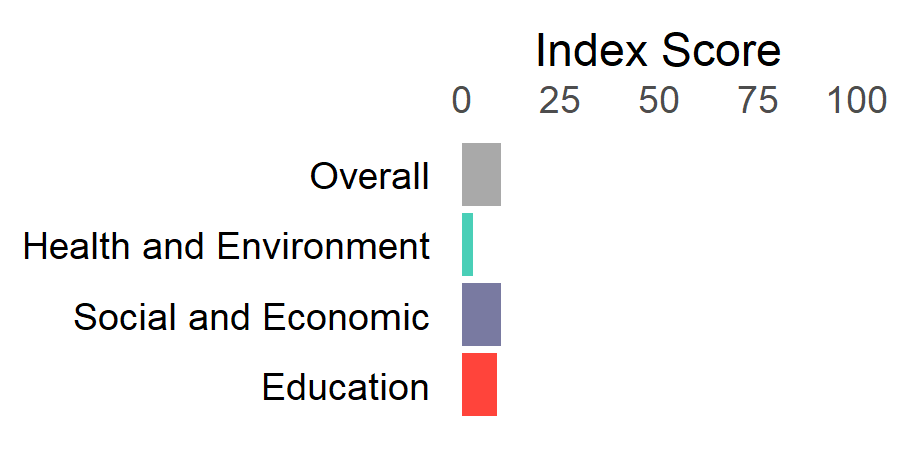 Index Score
0 25 50 75 100
Overall
Health and Environment
Social and Economic
Education